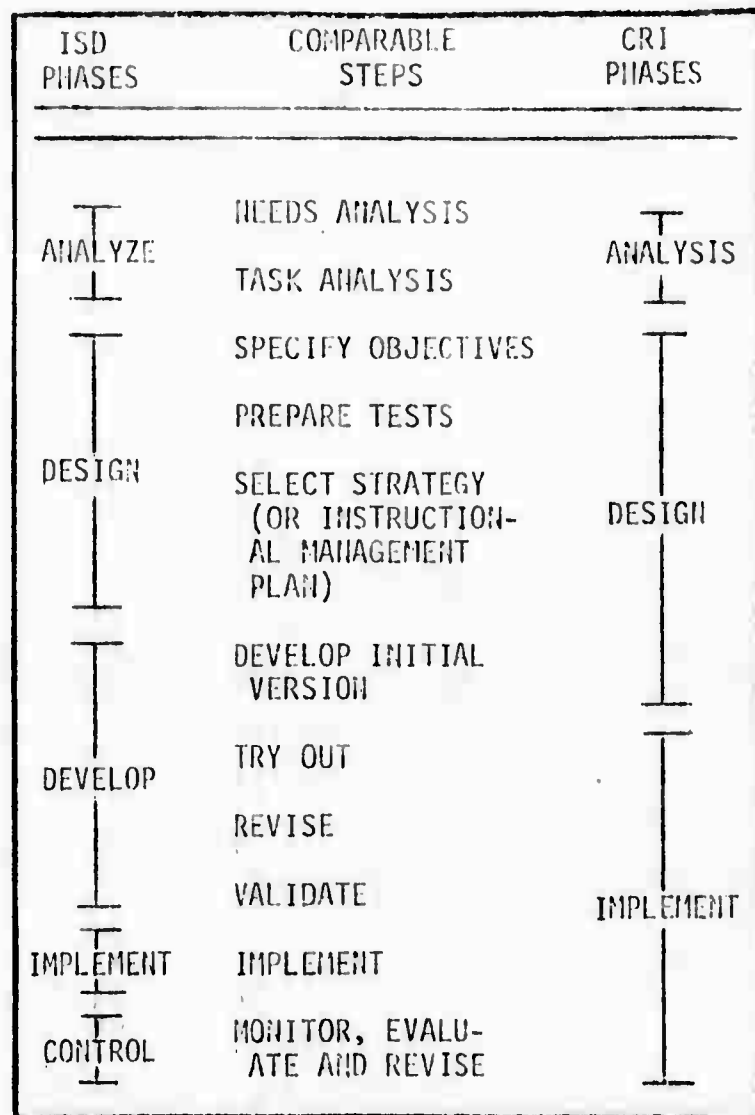 ISD COMPARABLE CRI
PHASES STEPS PHASES
NEEDS ANALYSIS
ANALYZE ANALYSIS
TASK ANALYSIS
SPECIFY OBJECTIVES
PREPARE TESTS
DESIGN SELECT STRATEGY
(OR INSTRUCTION- DESIGN
AL MANAGEMENT
PLAN)
DEVELOP INITIAL
VERSION
TRY OUT
DEVELOP
REVISE
VALIDATE
IMPLEMENT
IMPLEMENT IMPLEMENT
MONITOR, EVALU-
CONTROL ATE AND REVISE